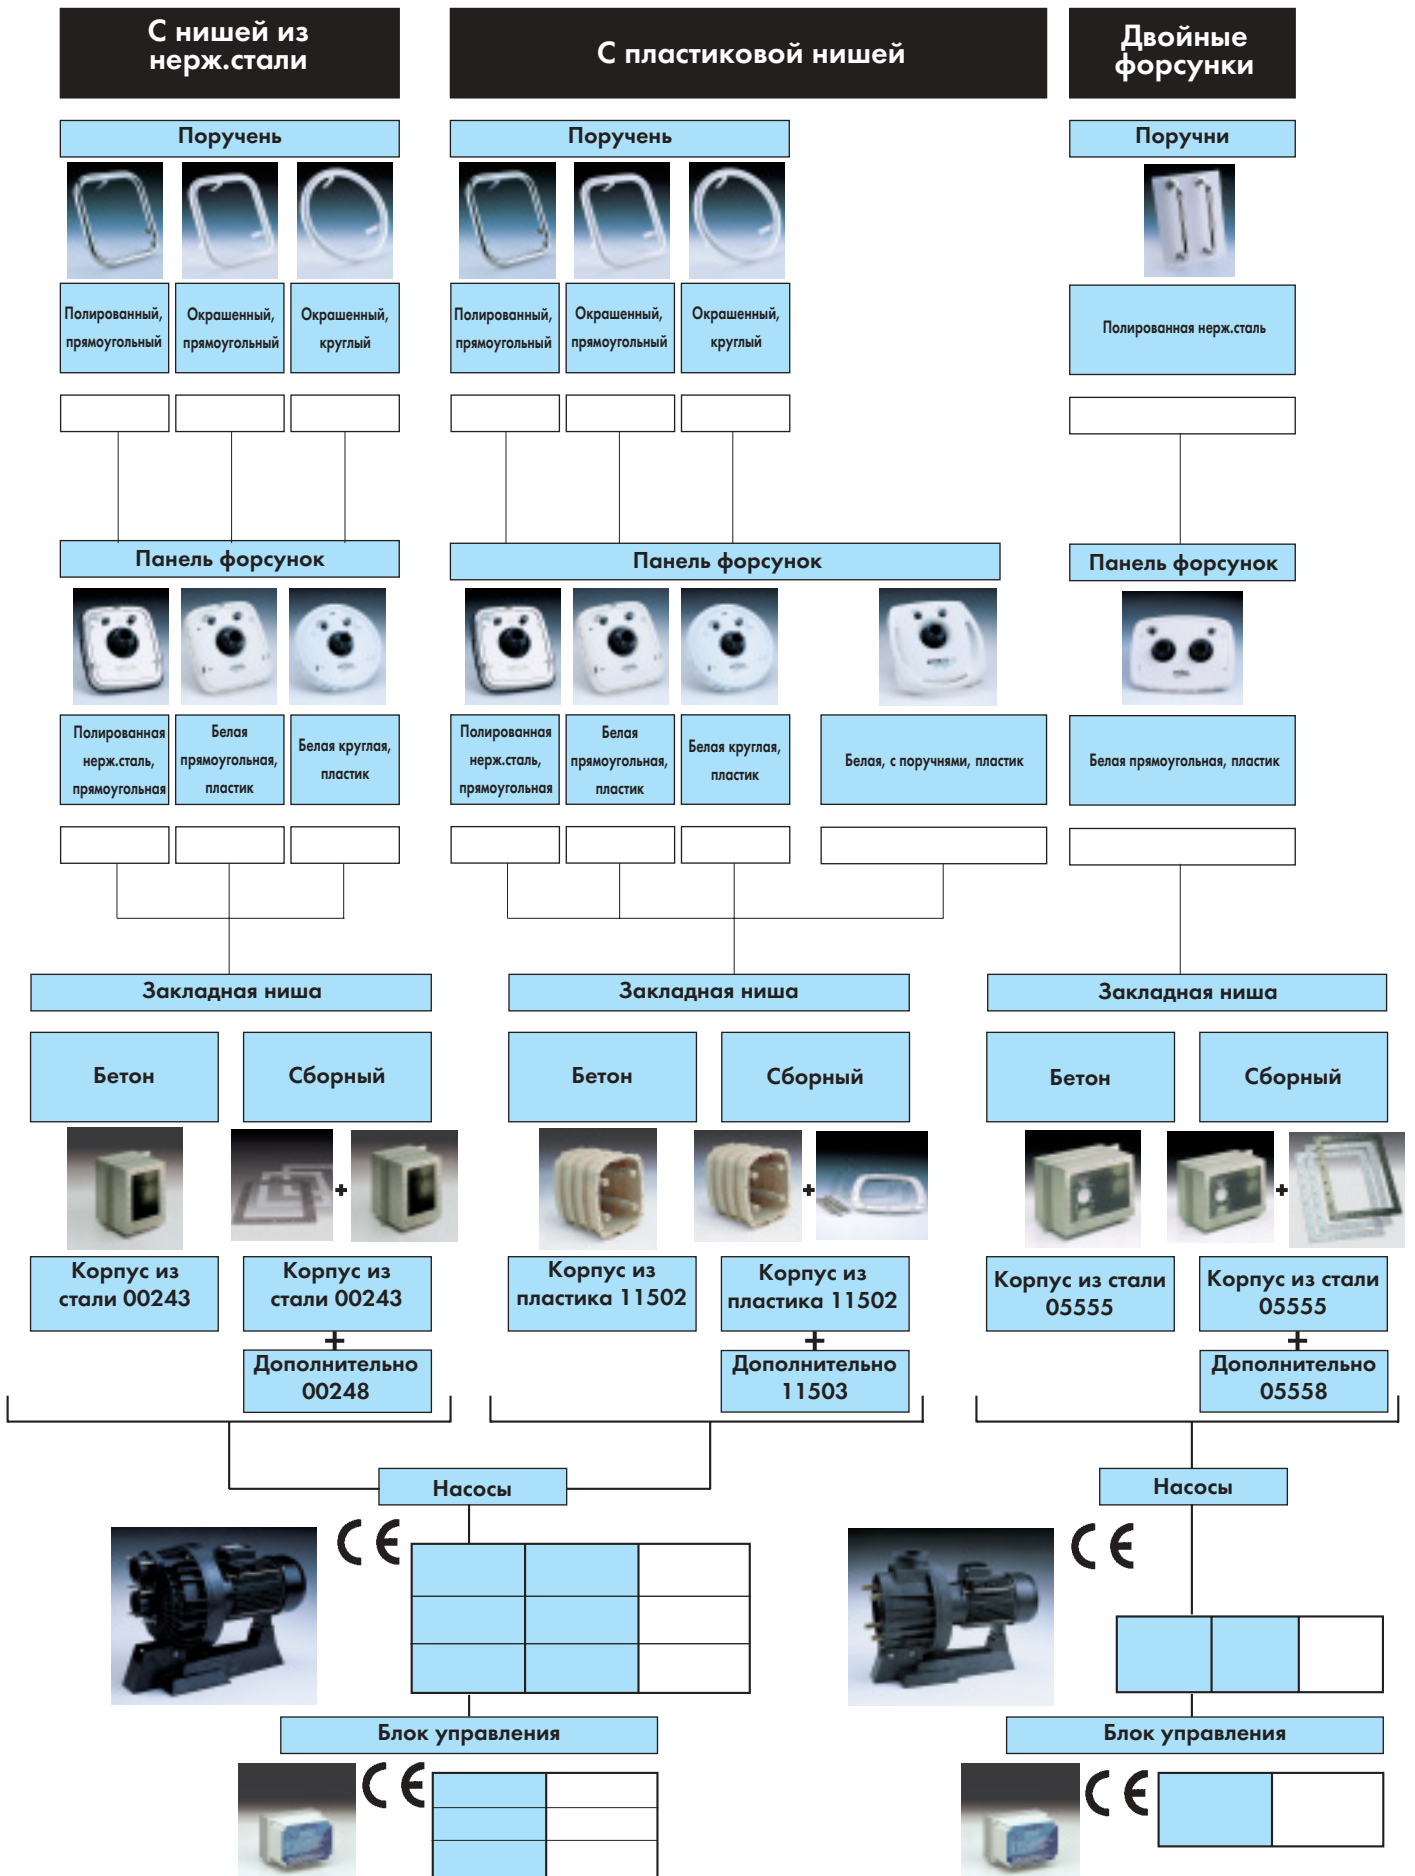 С нишей из
нерж.стали
С пластиковой нишей
Двойные
форсунки
Поручень
Поручень
Поручни
Полированный,
прямоугольный
Окрашенный,
прямоугольный
Окрашенный,
круглый
Полированный,
прямоугольный
Окрашенный,
прямоугольный
Окрашенный,
круглый
Полированная нерж.сталь
Панель форсунок
Панель форсунок
Панель форсунок
Полированная
нерж.сталь,
прямоугольная
Белая
прямоугольная,
пластик
Белая круглая,
пластик
Полированная
нерж.сталь,
прямоугольная
Белая
прямоугольная,
пластик
Белая круглая,
пластик
Белая, с поручнями, пластик
Белая прямоугольная, пластик
Закладная ниша
Закладная ниша
Закладная ниша
Бетон
Сборный
Бетон
Сборный
Бетон
Сборный
+
+
+
Корпус из
стали 00243
Корпус из
стали 00243
+
Дополнительно
00248
Корпус из
пластика 11502
Корпус из
пластика 11502
+
Дополнительно
11503
Корпус из стали
05555
Корпус из стали
05555
+
Дополнительно
05558
Насосы
Насосы
CE
CE
Блок управления
Блок управления
CE
CE